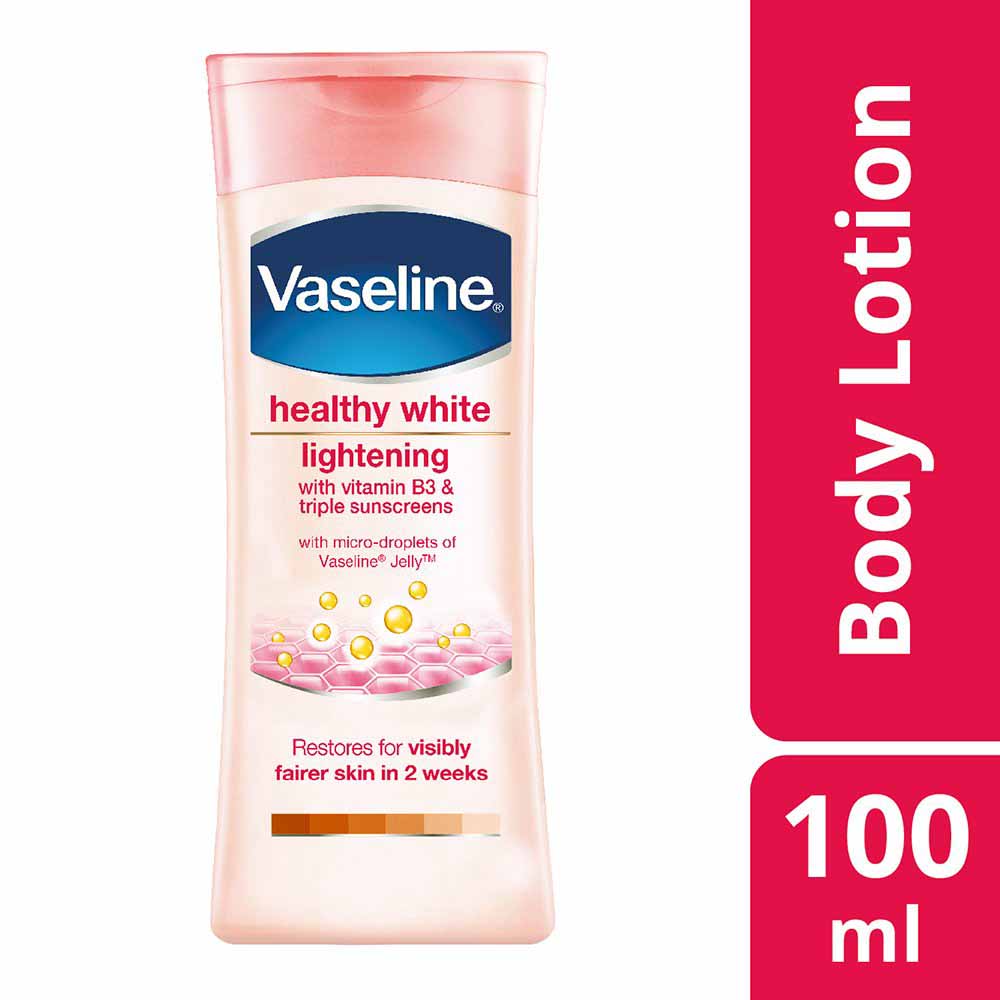 Vaseline®
healthy white
lightening
with vitamin B3 &
triple sunscreens
with micro-droplets of
Vaseline® Jelly™
Restores for visibly
fairer skin in 2 weeks
Body Lotion
100
ml